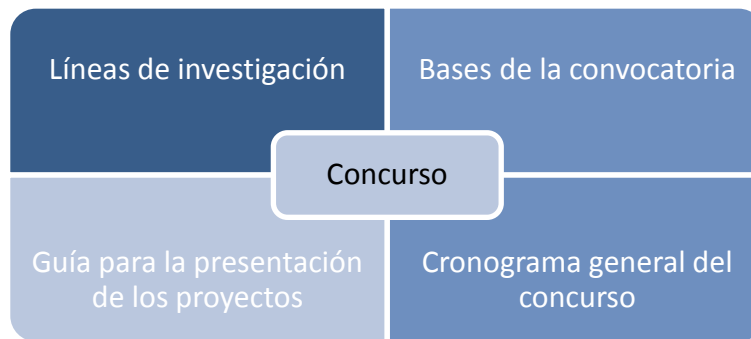 Líneas de investigación
Bases de la convocatoria
Concurso
Guía para la presentación
de los proyectos
Cronograma general del
concurso